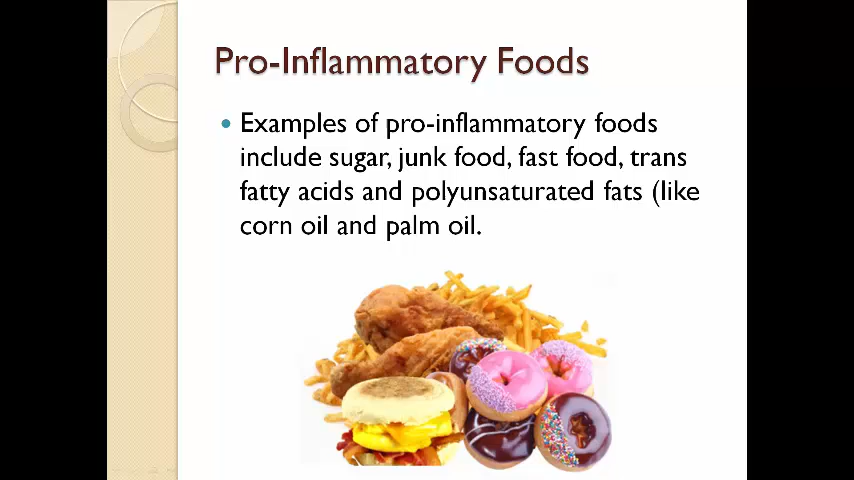 Pro-Inflammatory Foods
• Examples of pro-inflammatory foods
include sugar, junk food, fast food, trans
fatty acids and polyunsaturated fats (like
corn oil and palm oil.